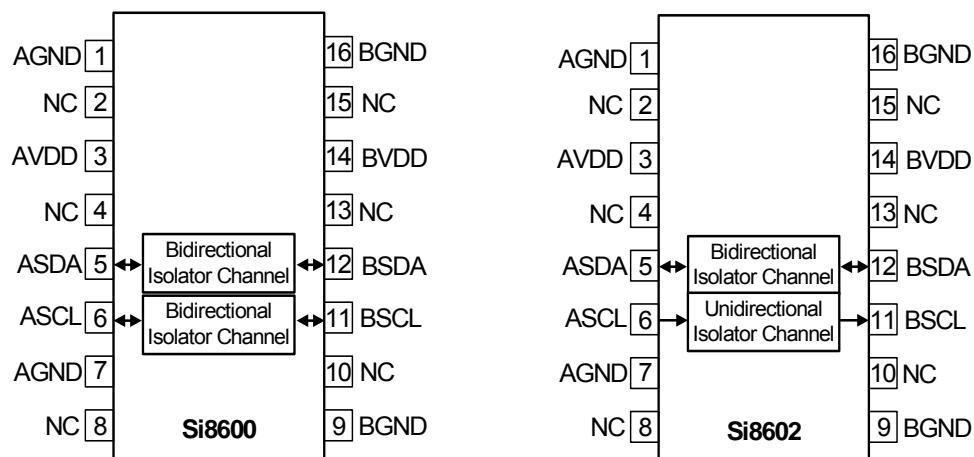 AGND 1
16 BGND
NC 2
15 NC
AVDD 3
14 BVDD
NC 4
13 NC
ASDA 5
Bidirectional
Isolator Channel
12 BSDA
ASCL 6
Bidirectional
Isolator Channel
11 BSCL
AGND 7
10 NC
NC 8
Si8600
9 BGND
AGND 1
16 BGND
NC 2
15 NC
AVDD 3
14 BVDD
NC 4
13 NC
ASDA 5
Bidirectional
Isolator Channel
12 BSDA
ASCL 6
Unidirectional
Isolator Channel
11 BSCL
AGND 7
10 NC
NC 8
Si8602
9 BGND